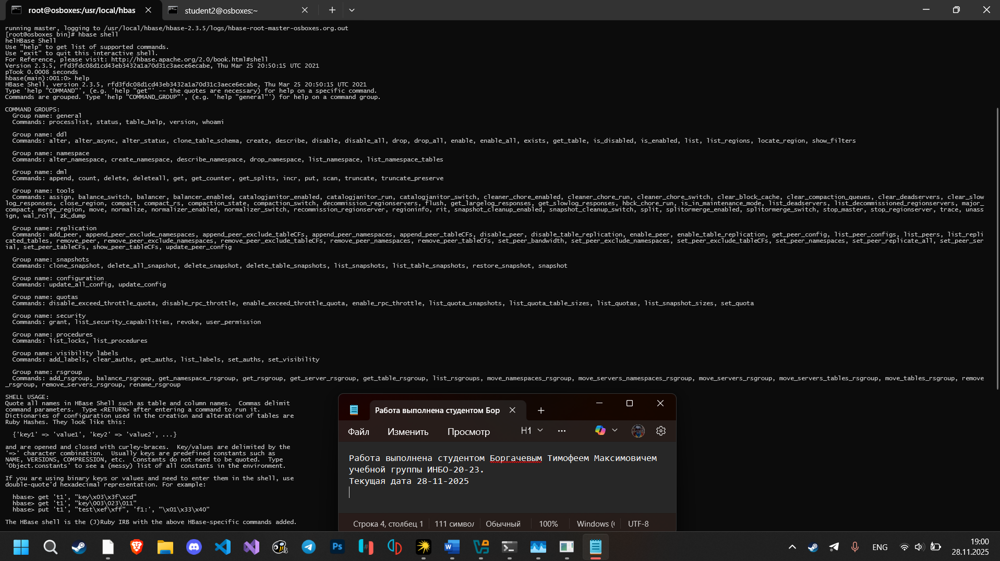 root@osboxes:/usr/local/hbas
student2@osboxes:~
running master, logging to /usr/local/hbase/hbase-2.3.5/logs/hbase-root-master-osboxes.org.out
[root@osboxes bin]# hbase shell
helHBase Shell
Use "help" to get list of supported commands.
Use "exit" to quit this interactive shell.
For Reference, please visit: http://hbase.apache.org/2.0/book.html#shell
Version 2.3.5, rfd3fdc08d1cd43eb3432a1a70d31c3aece6ecabe, Thu Mar 25 20:50:15 UTC 2021
pTook 0.0008 seconds
hbase(main):001:0> help
HBase Shell, version 2.3.5, rfd3fdc08d1cd43eb3432a1a70d31c3aece6ecabe, Thu Mar 25 20:50:15 UTC 2021
Type 'help "COMMAND"', (e.g. 'help "get"' -- the quotes are necessary) for help on a specific command.
Commands are grouped. Type 'help "COMMAND_GROUP"', (e.g. 'help "general"') for help on a command group.
COMMAND GROUPS:
Group name: general
Commands: processlist, status, table_help, version, whoami
Group name: ddl
Commands: alter, alter_async, alter_status, clone_table_schema, create, describe, disable, disable_all, drop, drop_all, enable, enable_all, exists, get_table, is_disabled, is_enabled, list, list_regions, locate_region, show_filters
Group name: namespace
Commands: alter_namespace, create_namespace, describe_namespace, drop_namespace, list_namespace, list_namespace_tables
Group name: dml
Commands: append, count, delete, deleteall, get, get_counter, get_splits, incr, put, scan, truncate, truncate_preserve
Group name: tools
Commands: assign, balance_switch, balancer, balancer_enabled, catalogjanitor_enabled, catalogjanitor_run, catalogjanitor_switch, cleaner_chore_enabled, cleaner_chore_run, cleaner_chore_switch, clear_block_cache, clear_compaction_queues, clear_deadservers, clear_slow
log_responses, close_region, compact, compact_rs, compaction_state, compaction_switch, decommission_regionservers, flush, get_largelog_responses, get_slowlog_responses, hbck_chore_run, is_in_maintenance_mode, list_deadservers, list_decommissioned_regionservers, major_
compact, merge_region, move, normalize, normalizer_enabled, normalizer_switch, recommission_regionserver, regioninfo, rit, snapshot_cleanup_enabled, snapshot_cleanup_switch, split, splitormerge_enabled, splitormerge_switch, stop_master, stop_regionserver, trace, unass
ign, wal_roll, zk_dump
Group name: replication
Commands: add_peer, append_peer_exclude_namespaces, append_peer_exclude_tableCFs, append_peer_namespaces, append_peer_tableCFs, disable_peer, disable_table_replication, enable_peer, enable_table_replication, get_peer_config, list_peer_configs, list_peers, list_repli
cated_tables, remove_peer, remove_peer_exclude_namespaces, remove_peer_exclude_tableCFs, remove_peer_namespaces, remove_peer_tableCFs, set_peer_bandwidth, set_peer_exclude_namespaces, set_peer_exclude_tableCFs, set_peer_namespaces, set_peer_replicate_all, set_peer_ser
ial, set_peer_tableCFs, show_peer_tableCFs, update_peer_config
Group name: snapshots
Commands: clone_snapshot, delete_all_snapshot, delete_snapshot, delete_table_snapshots, list_snapshots, list_table_snapshots, restore_snapshot, snapshot
Group name: configuration
Commands: update_all_config, update_config
Group name: quotas
Commands: disable_exceed_throttle_quota, disable_rpc_throttle, enable_exceed_throttle_quota, enable_rpc_throttle, list_quota_snapshots, list_quota_table_sizes, list_quotas, list_snapshot_sizes, set_quota
Group name: security
Commands: grant, list_security_capabilities, revoke, user_permission
Group name: procedures
Commands: list_locks, list_procedures
Group name: visibility labels
Commands: add_labels, clear_auths, get_auths, list_labels, set_auths, set_visibility
Group name: rsgroup
Commands: add_rsgroup, balance_rsgroup, get_namespace_rsgroup, get_rsgroup, get_server_rsgroup, get_table_rsgroup, list_rsgroups, move_namespaces_rsgroup, move_servers_namespaces_rsgroup, move_servers_rsgroup, move_servers_tables_rsgroup, move_tables_rsgroup, remove
_rsgroup, remove_servers_rsgroup, rename_rsgroup
SHELL USAGE:
Quote all names in HBase Shell such as table and column names.  Commas delimit
command parameters.  Type <RETURN> after entering a command to run it.
Dictionaries of configuration used in the creation and alteration of tables are
Ruby Hashes. They look like this:
{'key1' => 'value1', 'key2' => 'value2', ...}
and are opened and closed with curley-braces.  Key/values are delimited by the
'=>' character combination.  Usually keys are predefined constants such as
NAME, VERSIONS, COMPRESSION, etc.  Constants do not need to be quoted.  Type
'Object.constants' to see a (messy) list of all constants in the environment.
If you are using binary keys or values and need to enter them in the shell, use
double-quote'd hexadecimal representation. For example:
hbase> get 't1', "key\x03\x3f\xcd"
hbase> get 't1', "key\003\023\011"
hbase> put 't1', "test\xef\xff", 'f1:', "\x01\x33\x40"
The HBase shell is the (J)Ruby IRB with the above HBase-specific commands added.
Работа выполнена студентом Бор
Файл Изменить Просмотр H1
Работа выполнена студентом Боргачевым Тимофеем Максимовичем
учебной группы ИНБО-20-23.
Текущая дата 28-11-2025
Строка 4, столбец 1 111 символ Обычный 100% Windows ( UTF-8
Ps
W
ENG
19:00
28.11.2025